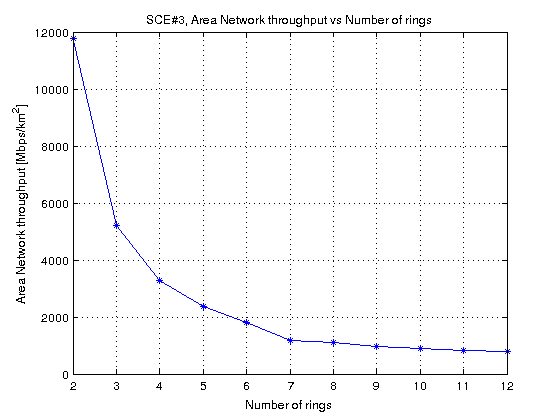 SCE#3, Area Network throughput vs Number of rings
12000
10000
8000
6000
4000
2000
0
Area Network throughput [Mbps/km²]
2 3 4 5 6 7 8 9 10 11 12
Number of rings